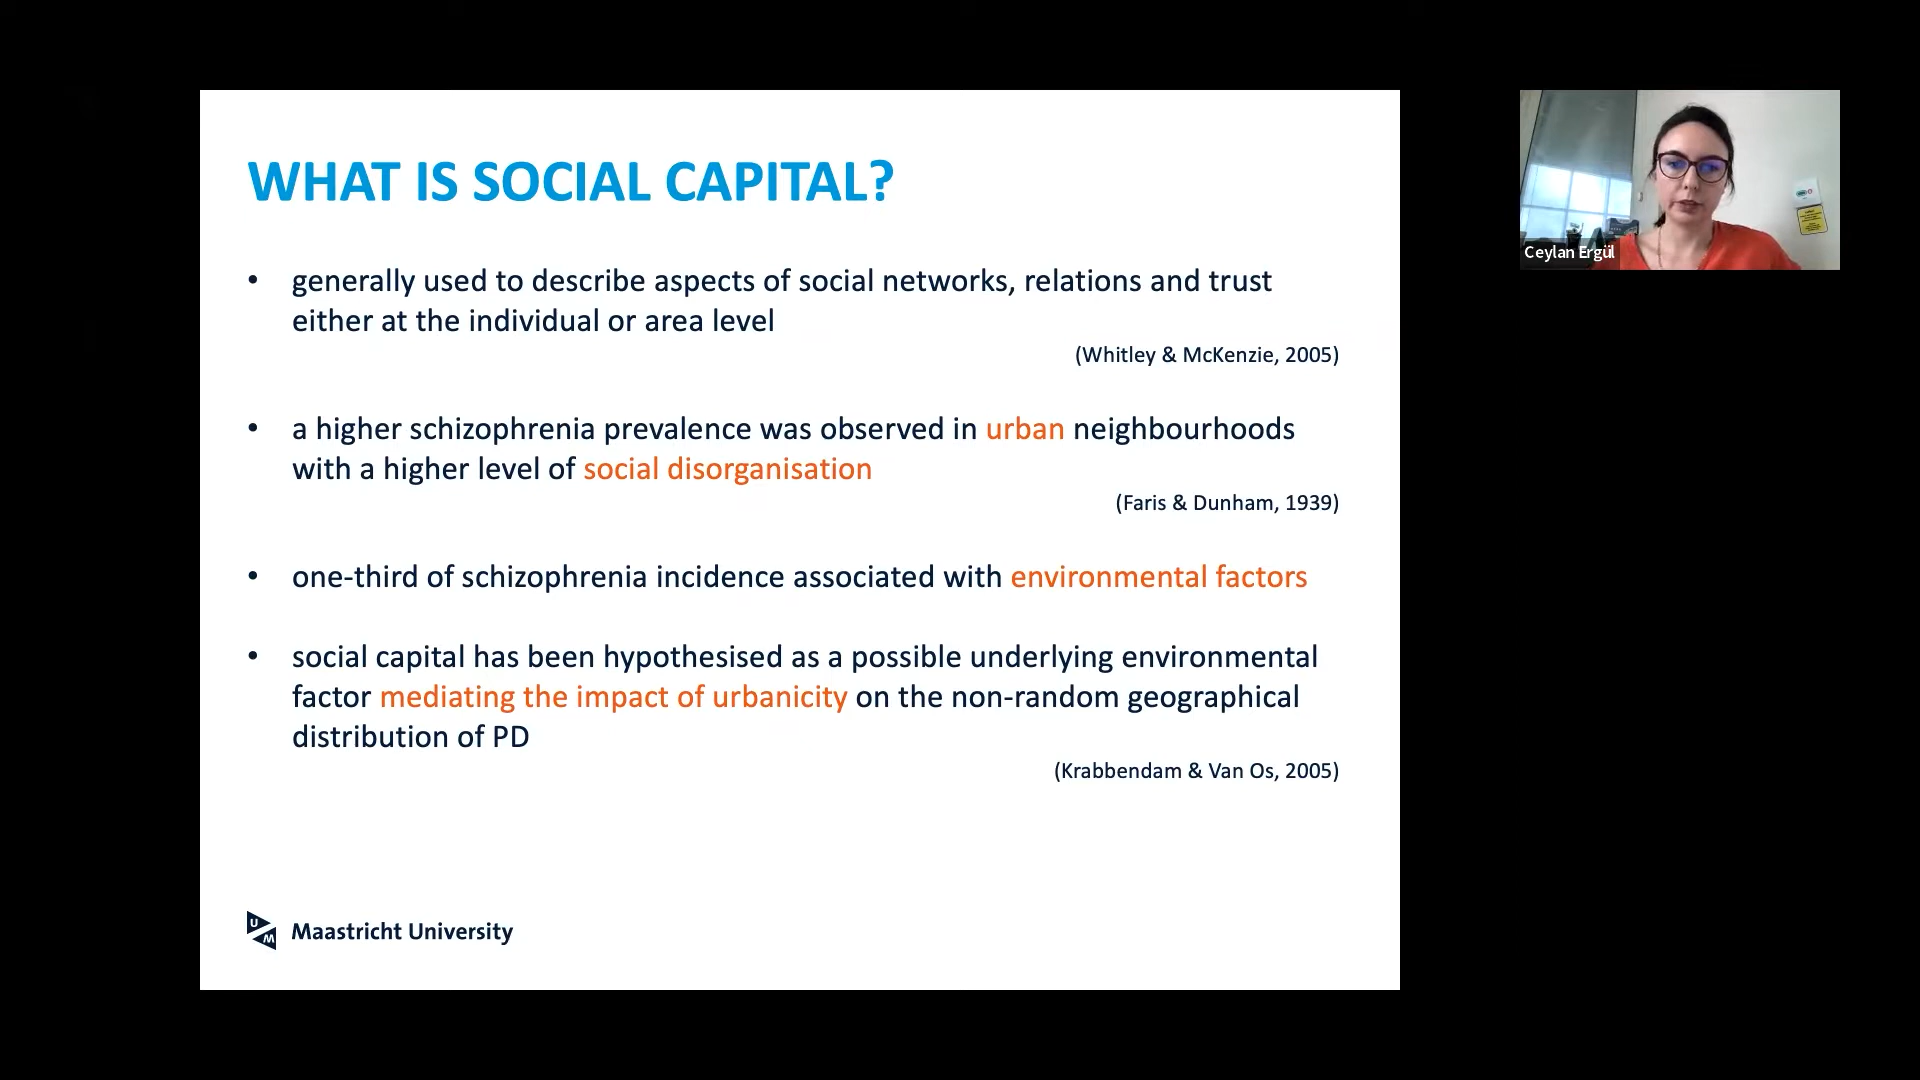 WHAT IS SOCIAL CAPITAL?
• generally used to describe aspects of social networks, relations and trust
either at the individual or area level
(Whitley & McKenzie, 2005)
• a higher schizophrenia prevalence was observed in urban neighbourhoods
with a higher level of social disorganisation
(Faris & Dunham, 1939)
• one-third of schizophrenia incidence associated with environmental factors
• social capital has been hypothesised as a possible underlying environmental
factor mediating the impact of urbanicity on the non-random geographical
distribution of PD
(Krabbendam & Van Os, 2005)
UM Maastricht University
Ceylan Ergül